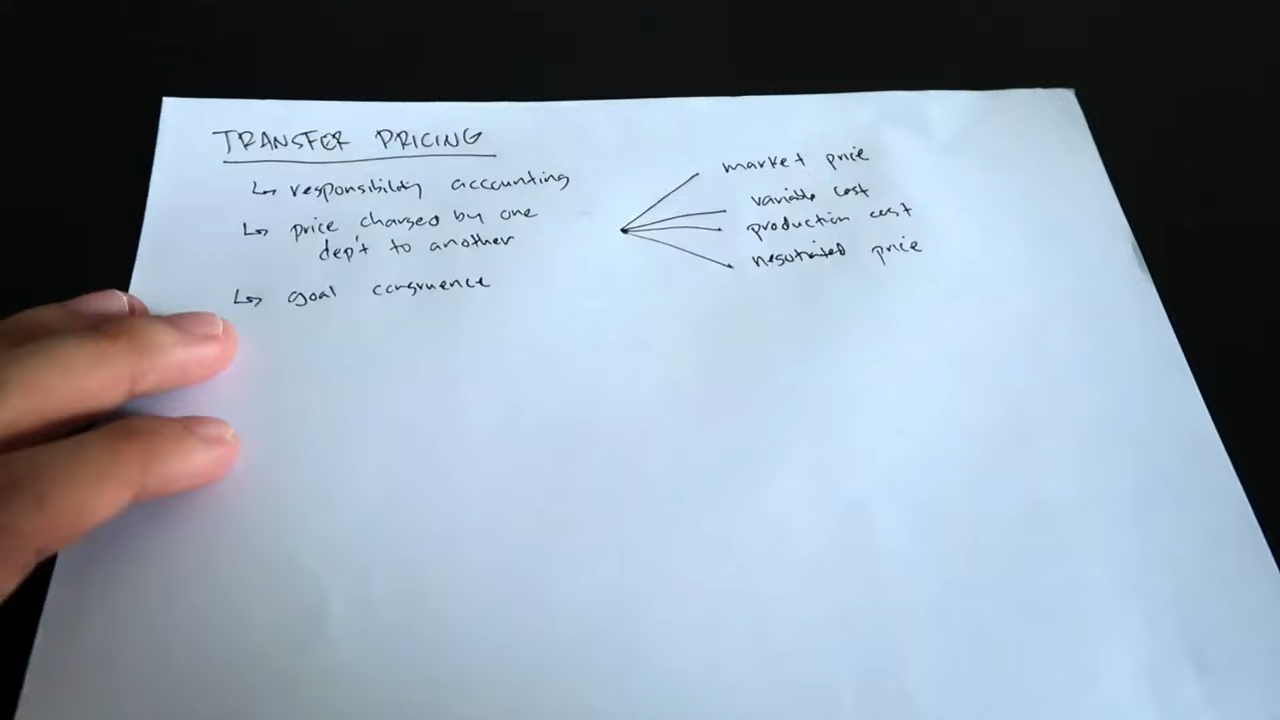 TRANSFER PRICING
↳ responsibility accounting
↳ price charged by one
dep't to another
↳ goal congruence
market price
variable cost
production cost
negotiated price